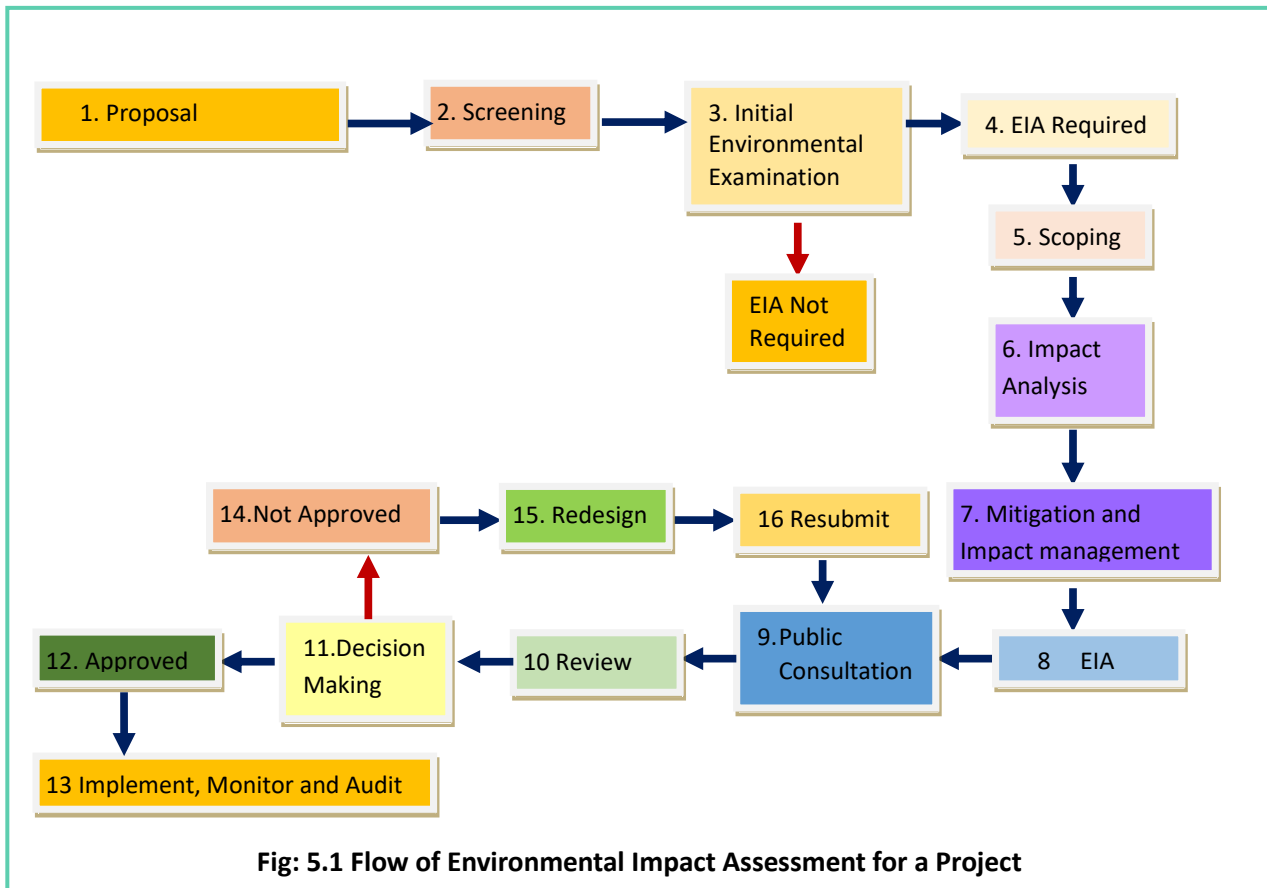 1. Proposal
2. Screening
3. Initial
Environmental
Examination
4. EIA Required
5. Scoping
EIA Not
Required
6. Impact
Analysis
14.Not Approved
15. Redesign
16 Resubmit
7. Mitigation and
Impact management
12. Approved
11.Decision
Making
10 Review
9.Public
Consultation
8 EIA
13 Implement, Monitor and Audit
Fig: 5.1 Flow of Environmental Impact Assessment for a Project